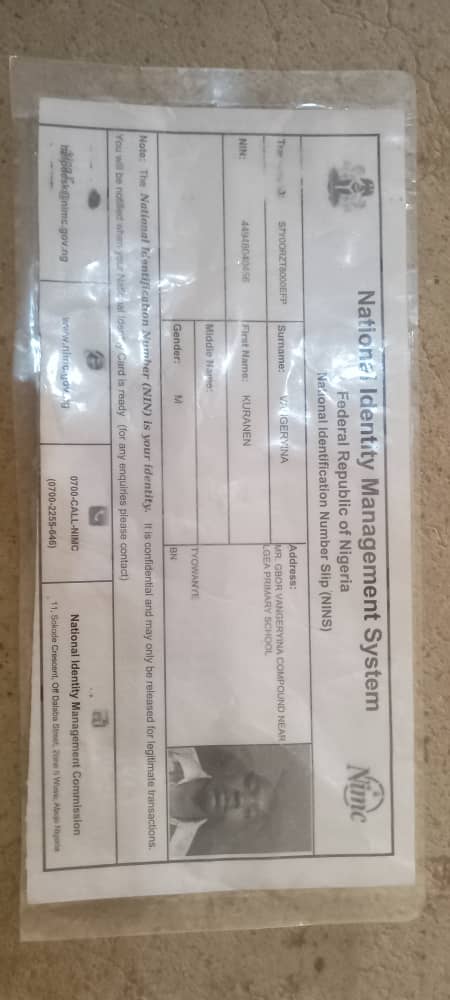 National Identity Management System
Federal Republic of Nigeria
National Identification Number Slip (NINS)
Surname:
Address:
MR. GBOR VANGERYINA COMPOUND NEAR
LGEA PRIMARY SCHOOL
NIN:
First Name: KURANEN
Middle Name:
TYOWANYE
Gender: M
BN
Note: The National Identification Number (NIN) is your identity. It is confidential and may only be released for legitimate transactions.
You will be notified when your National Identity Card is ready (for any enquiries please contact)
helpdesk@nimc.gov.ng
www.nimc.gov.ng
0700-CALL-NIMC
(0700-2255-646)
National Identity Management Commission
11, Sokode Crescent, Off Dalaba Street, Zone 5 Wuse, Abuja Nigeria
Nimc